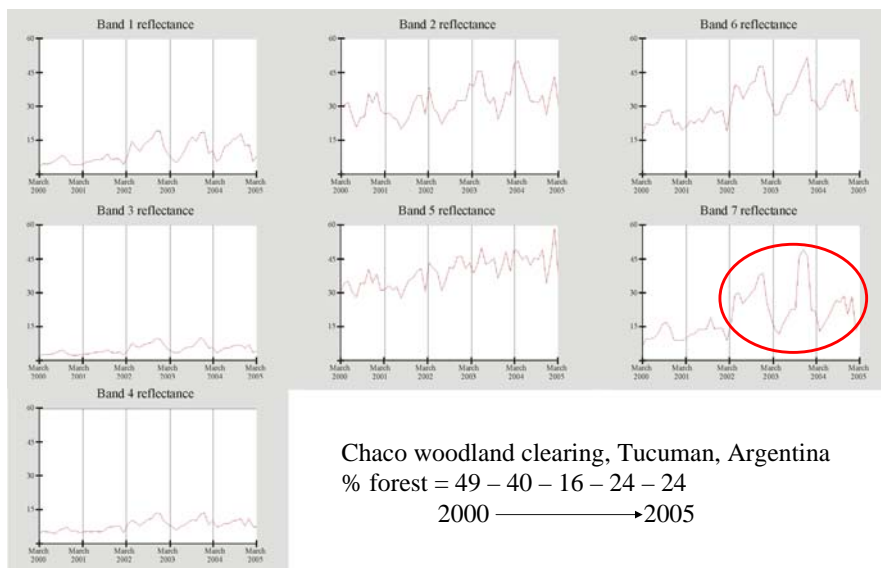 Band 1 reflectance
60
45
30
15
March 2000 March 2001 March 2002 March 2003 March 2004 March 2005
Band 2 reflectance
60
45
30
15
March 2000 March 2001 March 2002 March 2003 March 2004 March 2005
Band 6 reflectance
60
45
30
15
March 2000 March 2001 March 2002 March 2003 March 2004 March 2005
Band 3 reflectance
60
45
30
15
March 2000 March 2001 March 2002 March 2003 March 2004 March 2005
Band 5 reflectance
60
45
30
15
March 2000 March 2001 March 2002 March 2003 March 2004 March 2005
Band 7 reflectance
60
45
30
15
March 2000 March 2001 March 2002 March 2003 March 2004 March 2005
Band 4 reflectance
60
45
30
15
March 2000 March 2001 March 2002 March 2003 March 2004 March 2005
Chaco woodland clearing, Tucuman, Argentina
% forest = 49 – 40 – 16 – 24 – 24
2000 2005